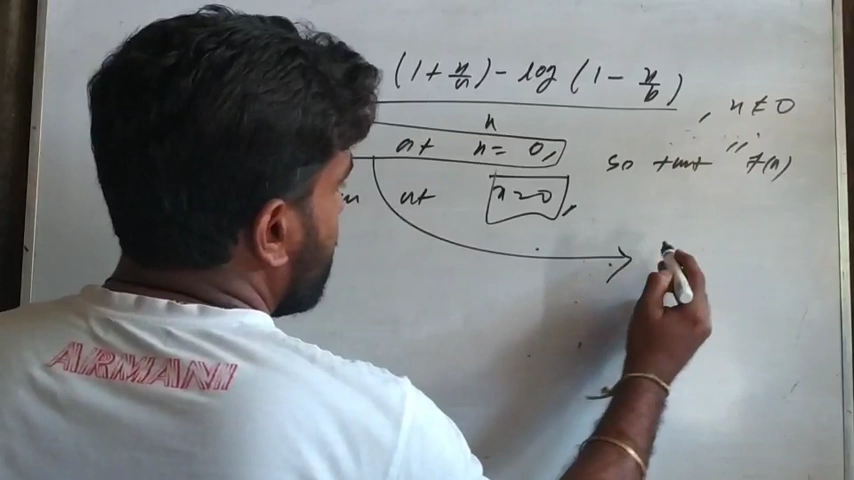 (1 + x/a) - log (1 - x/b)
x , x ≠ 0
at x = 0, so that "f(x)
at x=0,
ARMANI